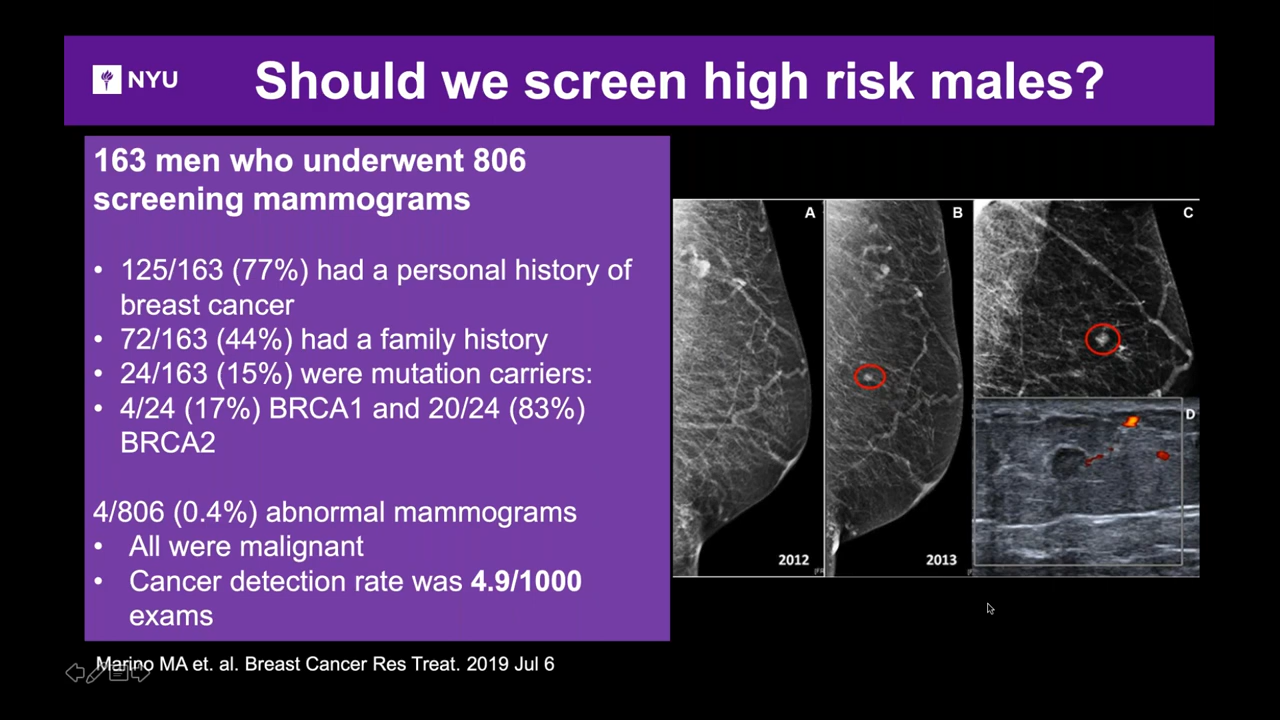 NYU
Should we screen high risk males?
163 men who underwent 806
screening mammograms
• 125/163 (77%) had a personal history of
breast cancer
• 72/163 (44%) had a family history
• 24/163 (15%) were mutation carriers:
• 4/24 (17%) BRCA1 and 20/24 (83%)
BRCA2
4/806 (0.4%) abnormal mammograms
• All were malignant
• Cancer detection rate was 4.9/1000
exams
A
B
C
D
2012
2013
Marino MA et. al. Breast Cancer Res Treat. 2019 Jul 6